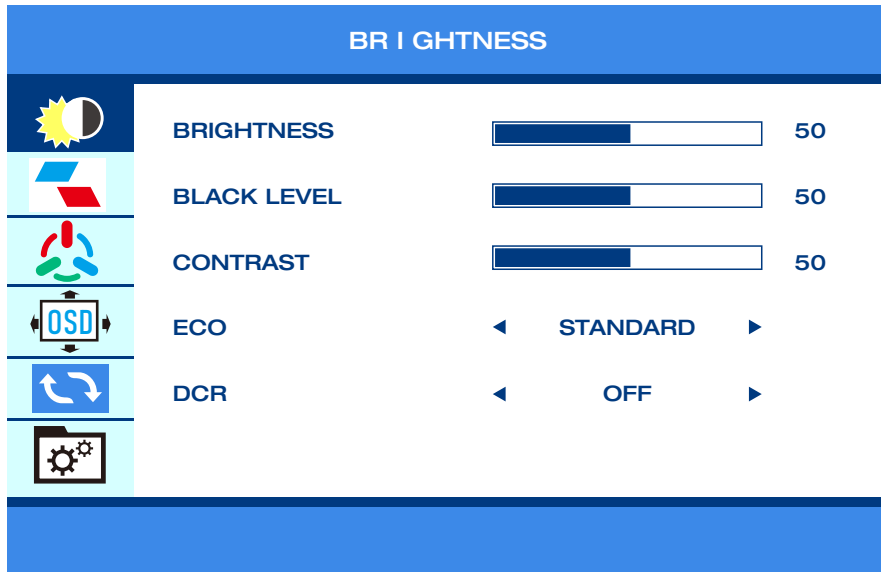 BR I GHTNESS
BRIGHTNESS 50
BLACK LEVEL 50
CONTRAST 50
OSD
ECO STANDARD
DCR OFF